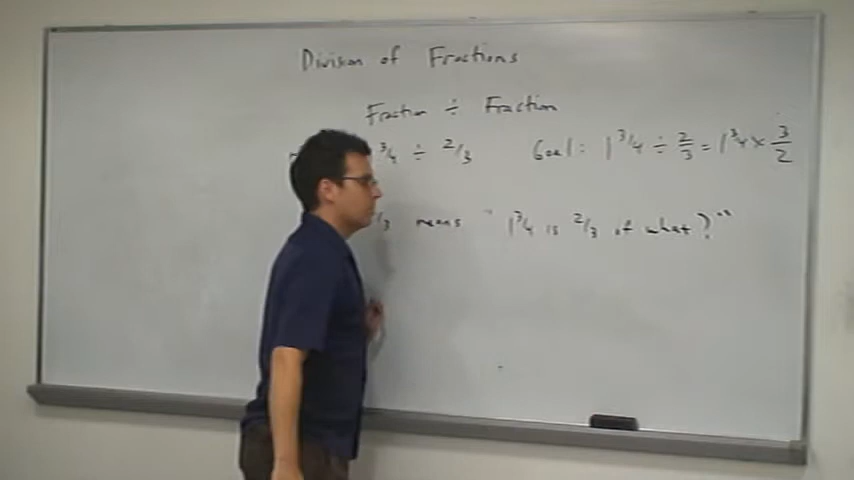 Division of Fractions
Fraction ÷ Fraction
3/4 ÷ 2/3 Goal: 1 3/4 ÷ 2/3 = 1 3/4 × 3/2
/3 means "1 3/4 is 2/3 of what?"